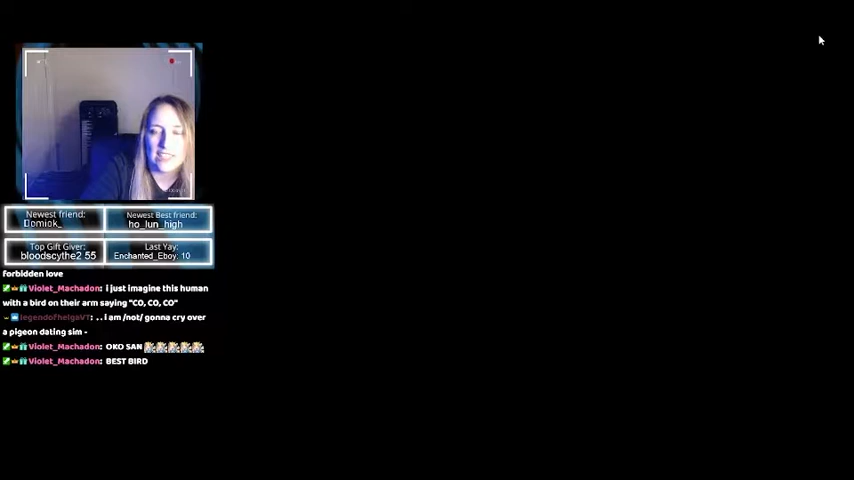 Newest friend:
Domiok_
Newest Best friend:
ho_lun_high
Top Gift Giver:
bloodscythe2 55
Last Yay:
Enchanted_Eboy: 10
forbidden love
Violet_Machadon: i just imagine this human
with a bird on their arm saying "CO, CO, CO"
legendofhelgaVT: . . i am /not/ gonna cry over
a pigeon dating sim -
Violet_Machadon: OKO SAN
Violet_Machadon: BEST BIRD